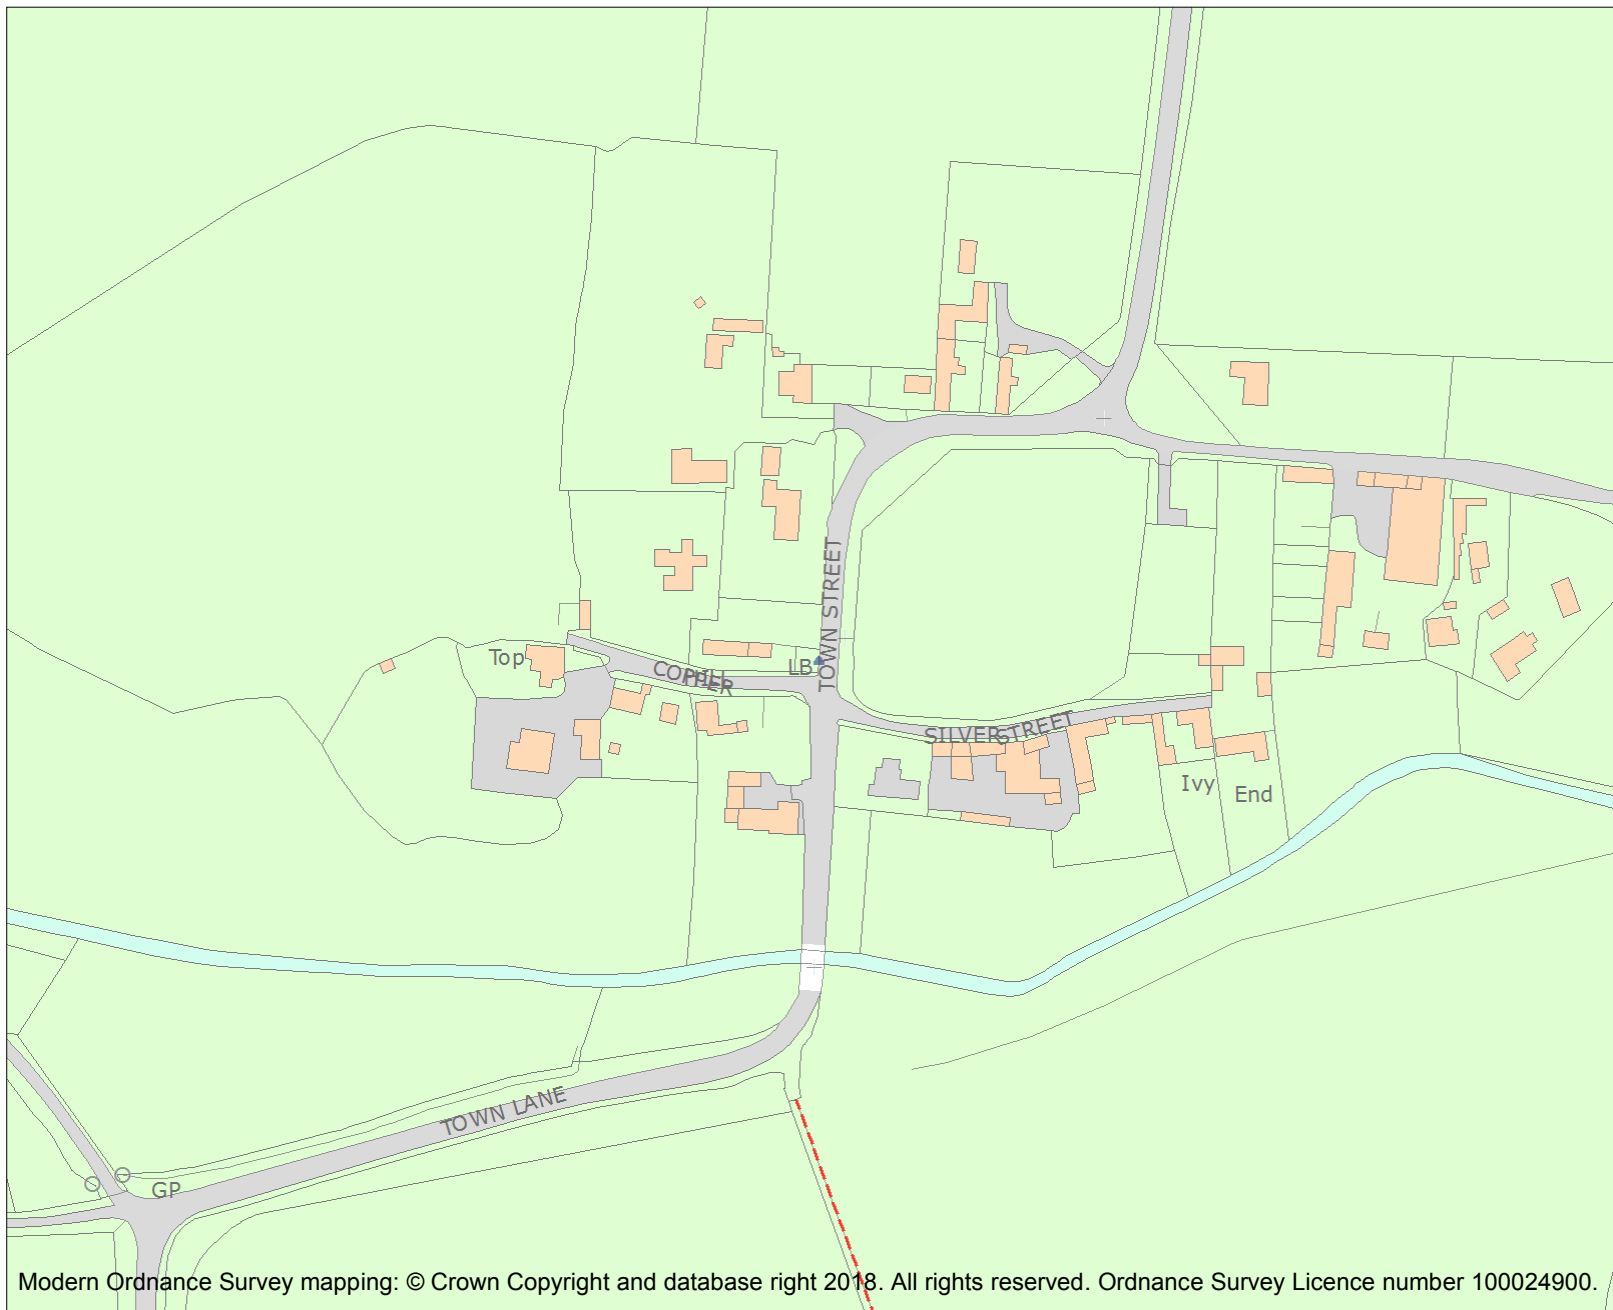 TOWN STREET
Top
LB
COPHER
HILL
SILVER STREET
Ivy
End
TOWN LANE
GP
Modern Ordnance Survey mapping: © Crown Copyright and database right 2018. All rights reserved. Ordnance Survey Licence number 100024900.